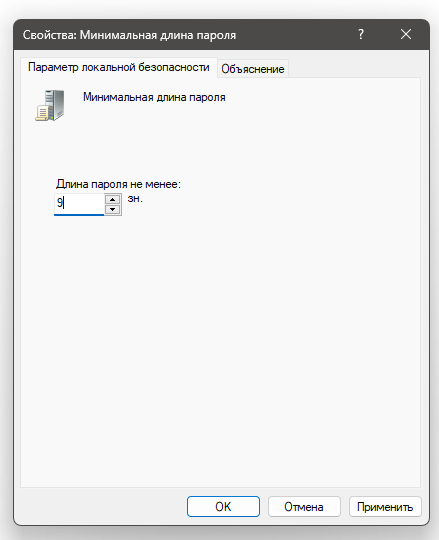 Свойства: Минимальная длина пароля ?
Параметр локальной безопасности Объяснение
Минимальная длина пароля
Длина пароля не менее:
9 зн.
OK Отмена Применить